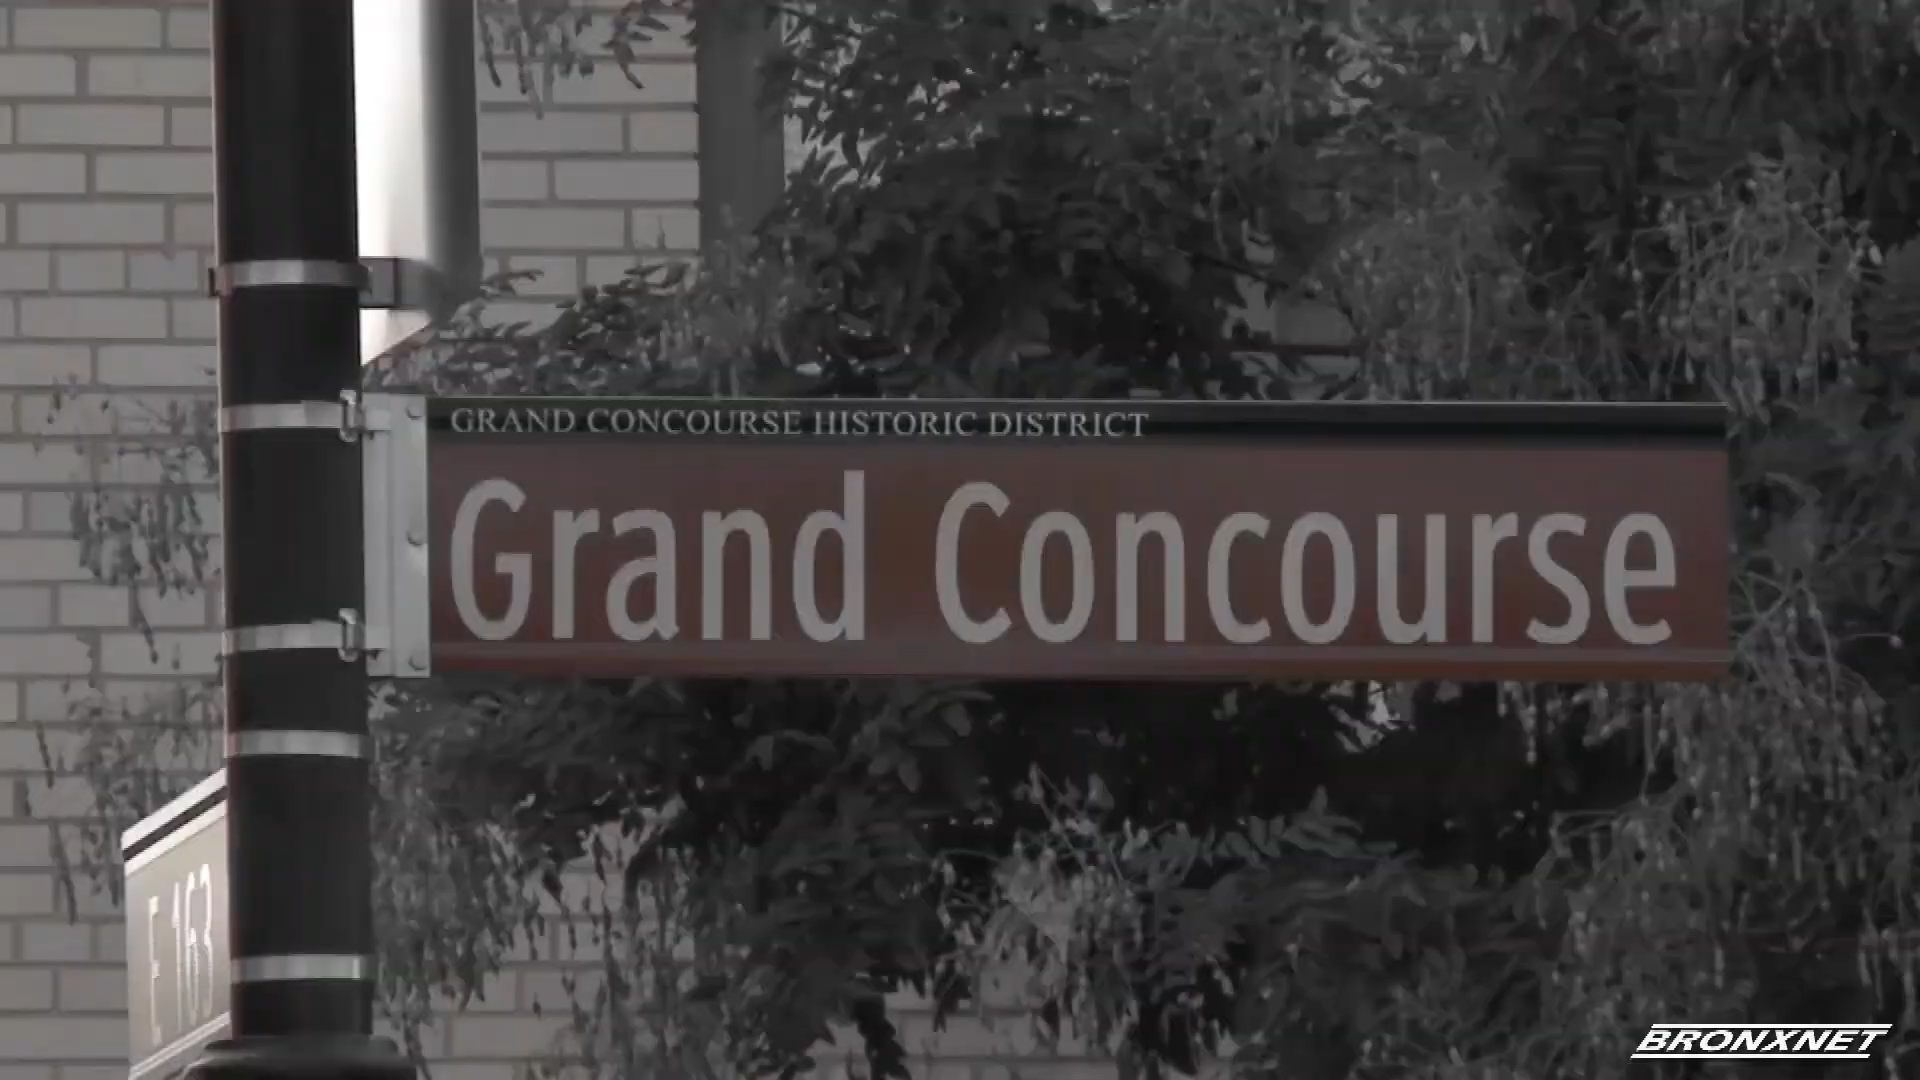 GRAND CONCOURSE HISTORIC DISTRICT
Grand Concourse
E 163
BRONXNET